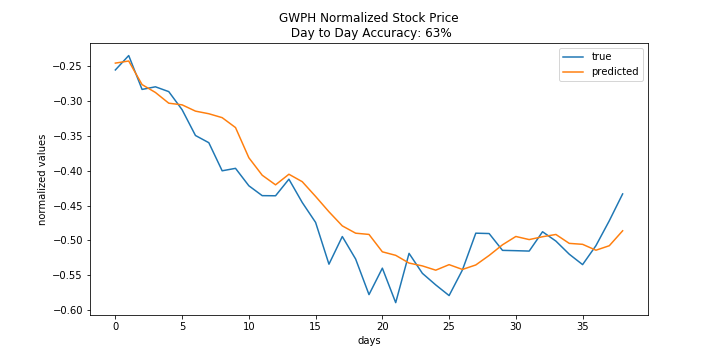 GWPH Normalized Stock Price
Day to Day Accuracy: 63%
true
predicted
normalized values
−0.25
−0.30
−0.35
−0.40
−0.45
−0.50
−0.55
−0.60
0 5 10 15 20 25 30 35
days